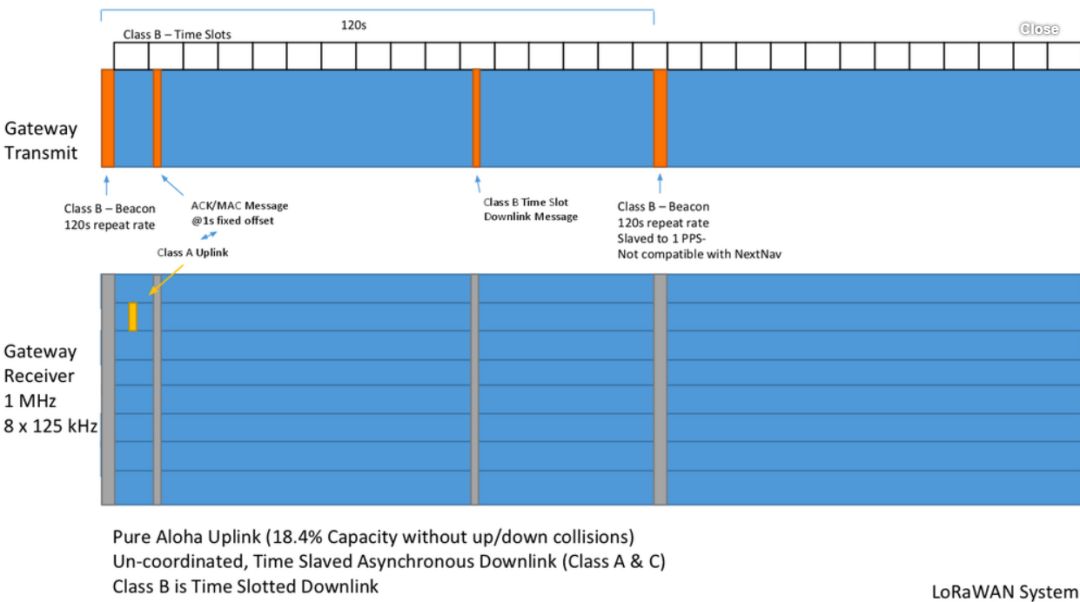 120s
Close
Class B – Time Slots
Gateway
Transmit
Class B – Beacon
120s repeat rate
ACK/MAC Message
@1s fixed offset
Class A Uplink
Class B Time Slot
Downlink Message
Class B – Beacon
120s repeat rate
Slaved to 1 PPS-
Not compatible with NextNav
Gateway
Receiver
1 MHz
8 x 125 kHz
Pure Aloha Uplink (18.4% Capacity without up/down collisions)
Un-coordinated, Time Slaved Asynchronous Downlink (Class A & C)
Class B is Time Slotted Downlink
LoRaWAN System